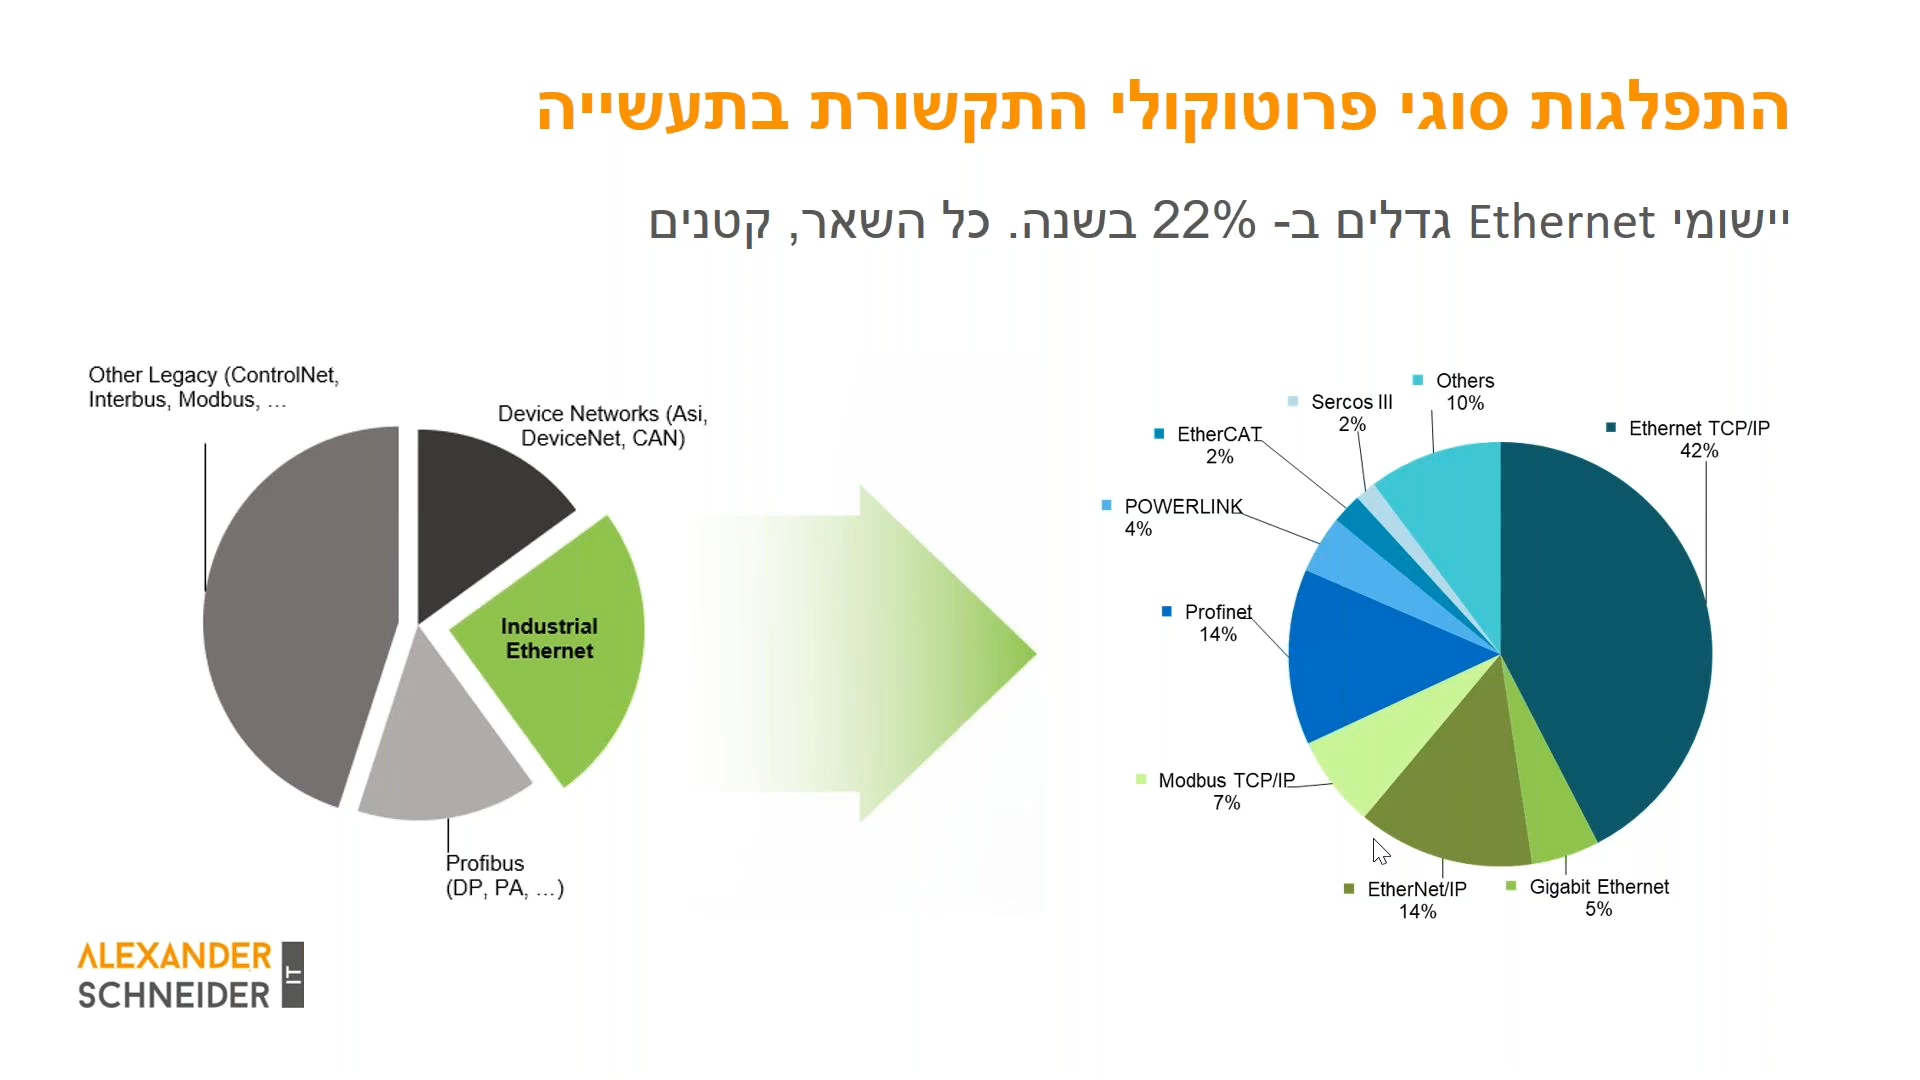 התפלגות סוגי פרוטוקולי התקשורת בתעשייה
יישומי Ethernet גדלים ב- 22% בשנה. כל השאר, קטנים
Other Legacy (ControlNet,
Interbus, Modbus, …
Device Networks (Asi,
DeviceNet, CAN)
Industrial
Ethernet
Profibus
(DP, PA, …)
Others
10%
Sercos III
2%
Ethernet TCP/IP
42%
EtherCAT
2%
POWERLINK
4%
Profinet
14%
Modbus TCP/IP
7%
EtherNet/IP
14%
Gigabit Ethernet
5%
ALEXANDER
SCHNEIDER
IT